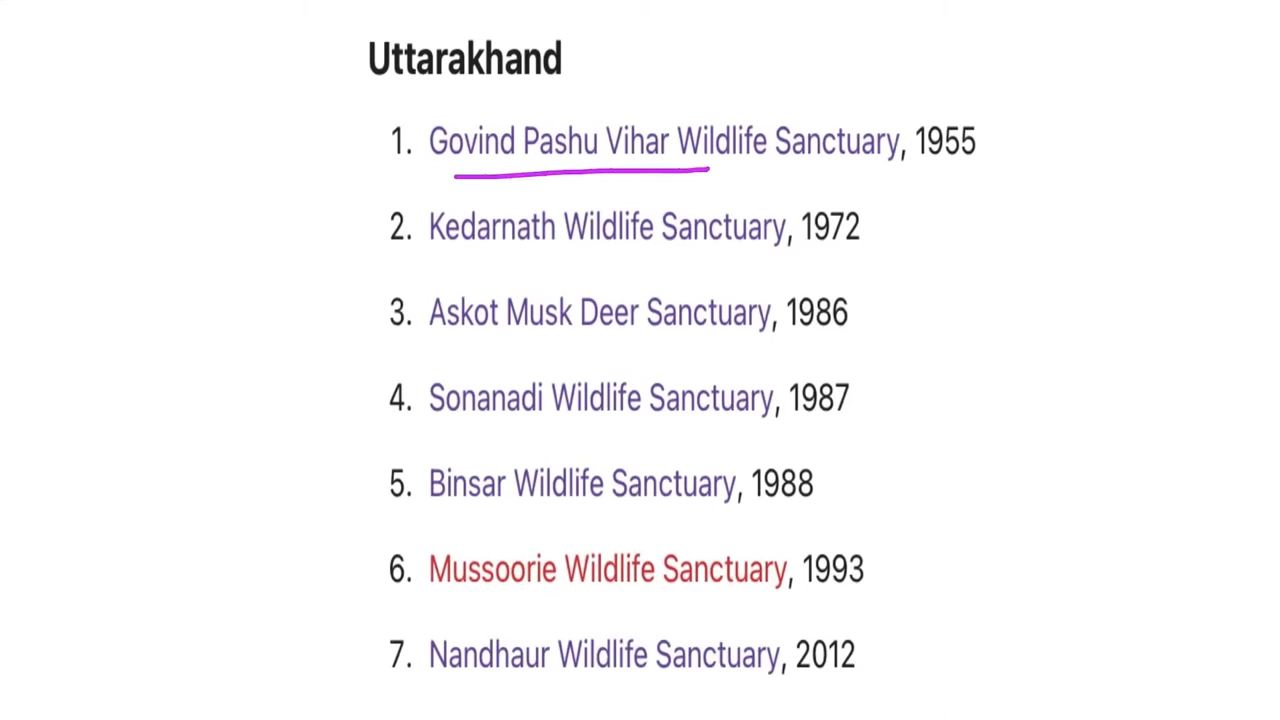 Uttarakhand
1. Govind Pashu Vihar Wildlife Sanctuary, 1955
2. Kedarnath Wildlife Sanctuary, 1972
3. Askot Musk Deer Sanctuary, 1986
4. Sonanadi Wildlife Sanctuary, 1987
5. Binsar Wildlife Sanctuary, 1988
6. Mussoorie Wildlife Sanctuary, 1993
7. Nandhaur Wildlife Sanctuary, 2012